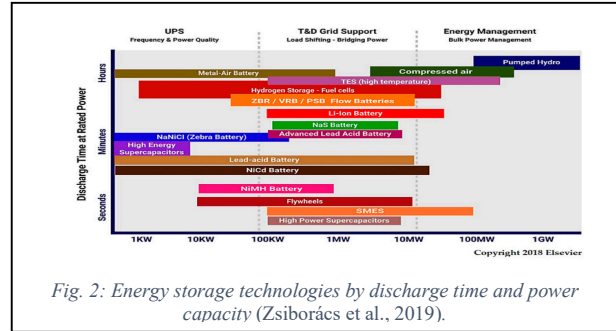 UPS T&D Grid Support Energy Management
Frequency & Power Quality Load Shifting - Bridging Power Bulk Power Management
Discharge Time at Rated Power
Hours
Minutes
Seconds
Pumped Hydro
Compressed air
Metal-Air Battery
TES (high temperature)
Hydrogen Storage - Fuel cells
ZBR / VRB / PSB Flow Batteries
Li-Ion Battery
NaS Battery
Advanced Lead Acid Battery
NaNiCl (Zebra Battery)
High Energy
Supercapacitors
Lead-acid Battery
NiCd Battery
NiMH Battery
Flywheels
SMES
High Power Supercapacitors
1KW 10KW 100KW 1MW 10MW 100MW 1GW
Copyright 2018 Elsevier
Fig. 2: Energy storage technologies by discharge time and power
capacity (Zsiborács et al., 2019).